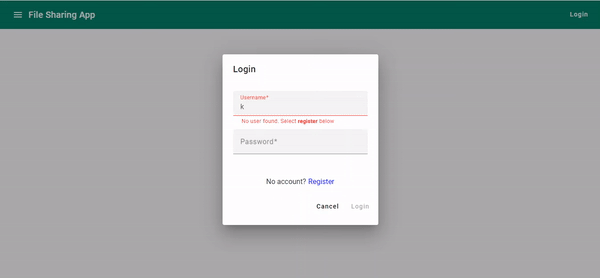 File Sharing App
Login
Login
Username*
k
No user found. Select register below
Password*
No account? Register
Cancel
Login